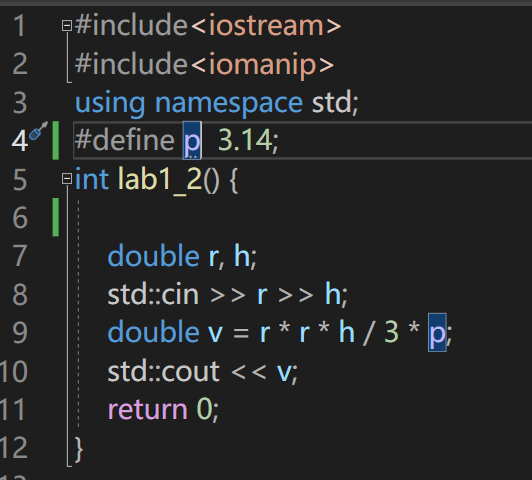 1 #include<iostream>
2 #include<iomanip>
3 using namespace std;
4 #define p 3.14;
5 int lab1_2() {
6
7 double r, h;
8 std::cin >> r >> h;
9 double v = r * r * h / 3 * p;
10 std::cout << v;
11 return 0;
12 }